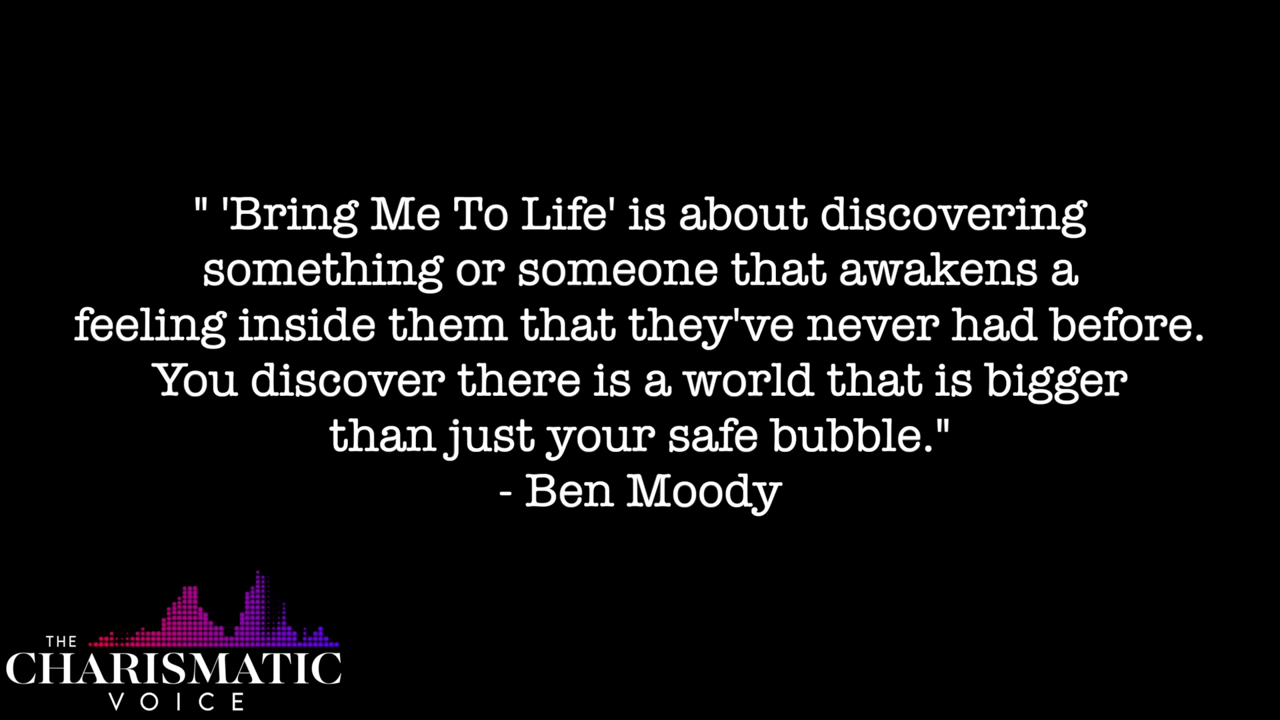 " 'Bring Me To Life' is about discovering
something or someone that awakens a
feeling inside them that they've never had before.
You discover there is a world that is bigger
than just your safe bubble."
- Ben Moody
THE
CHARISMATIC
VOICE